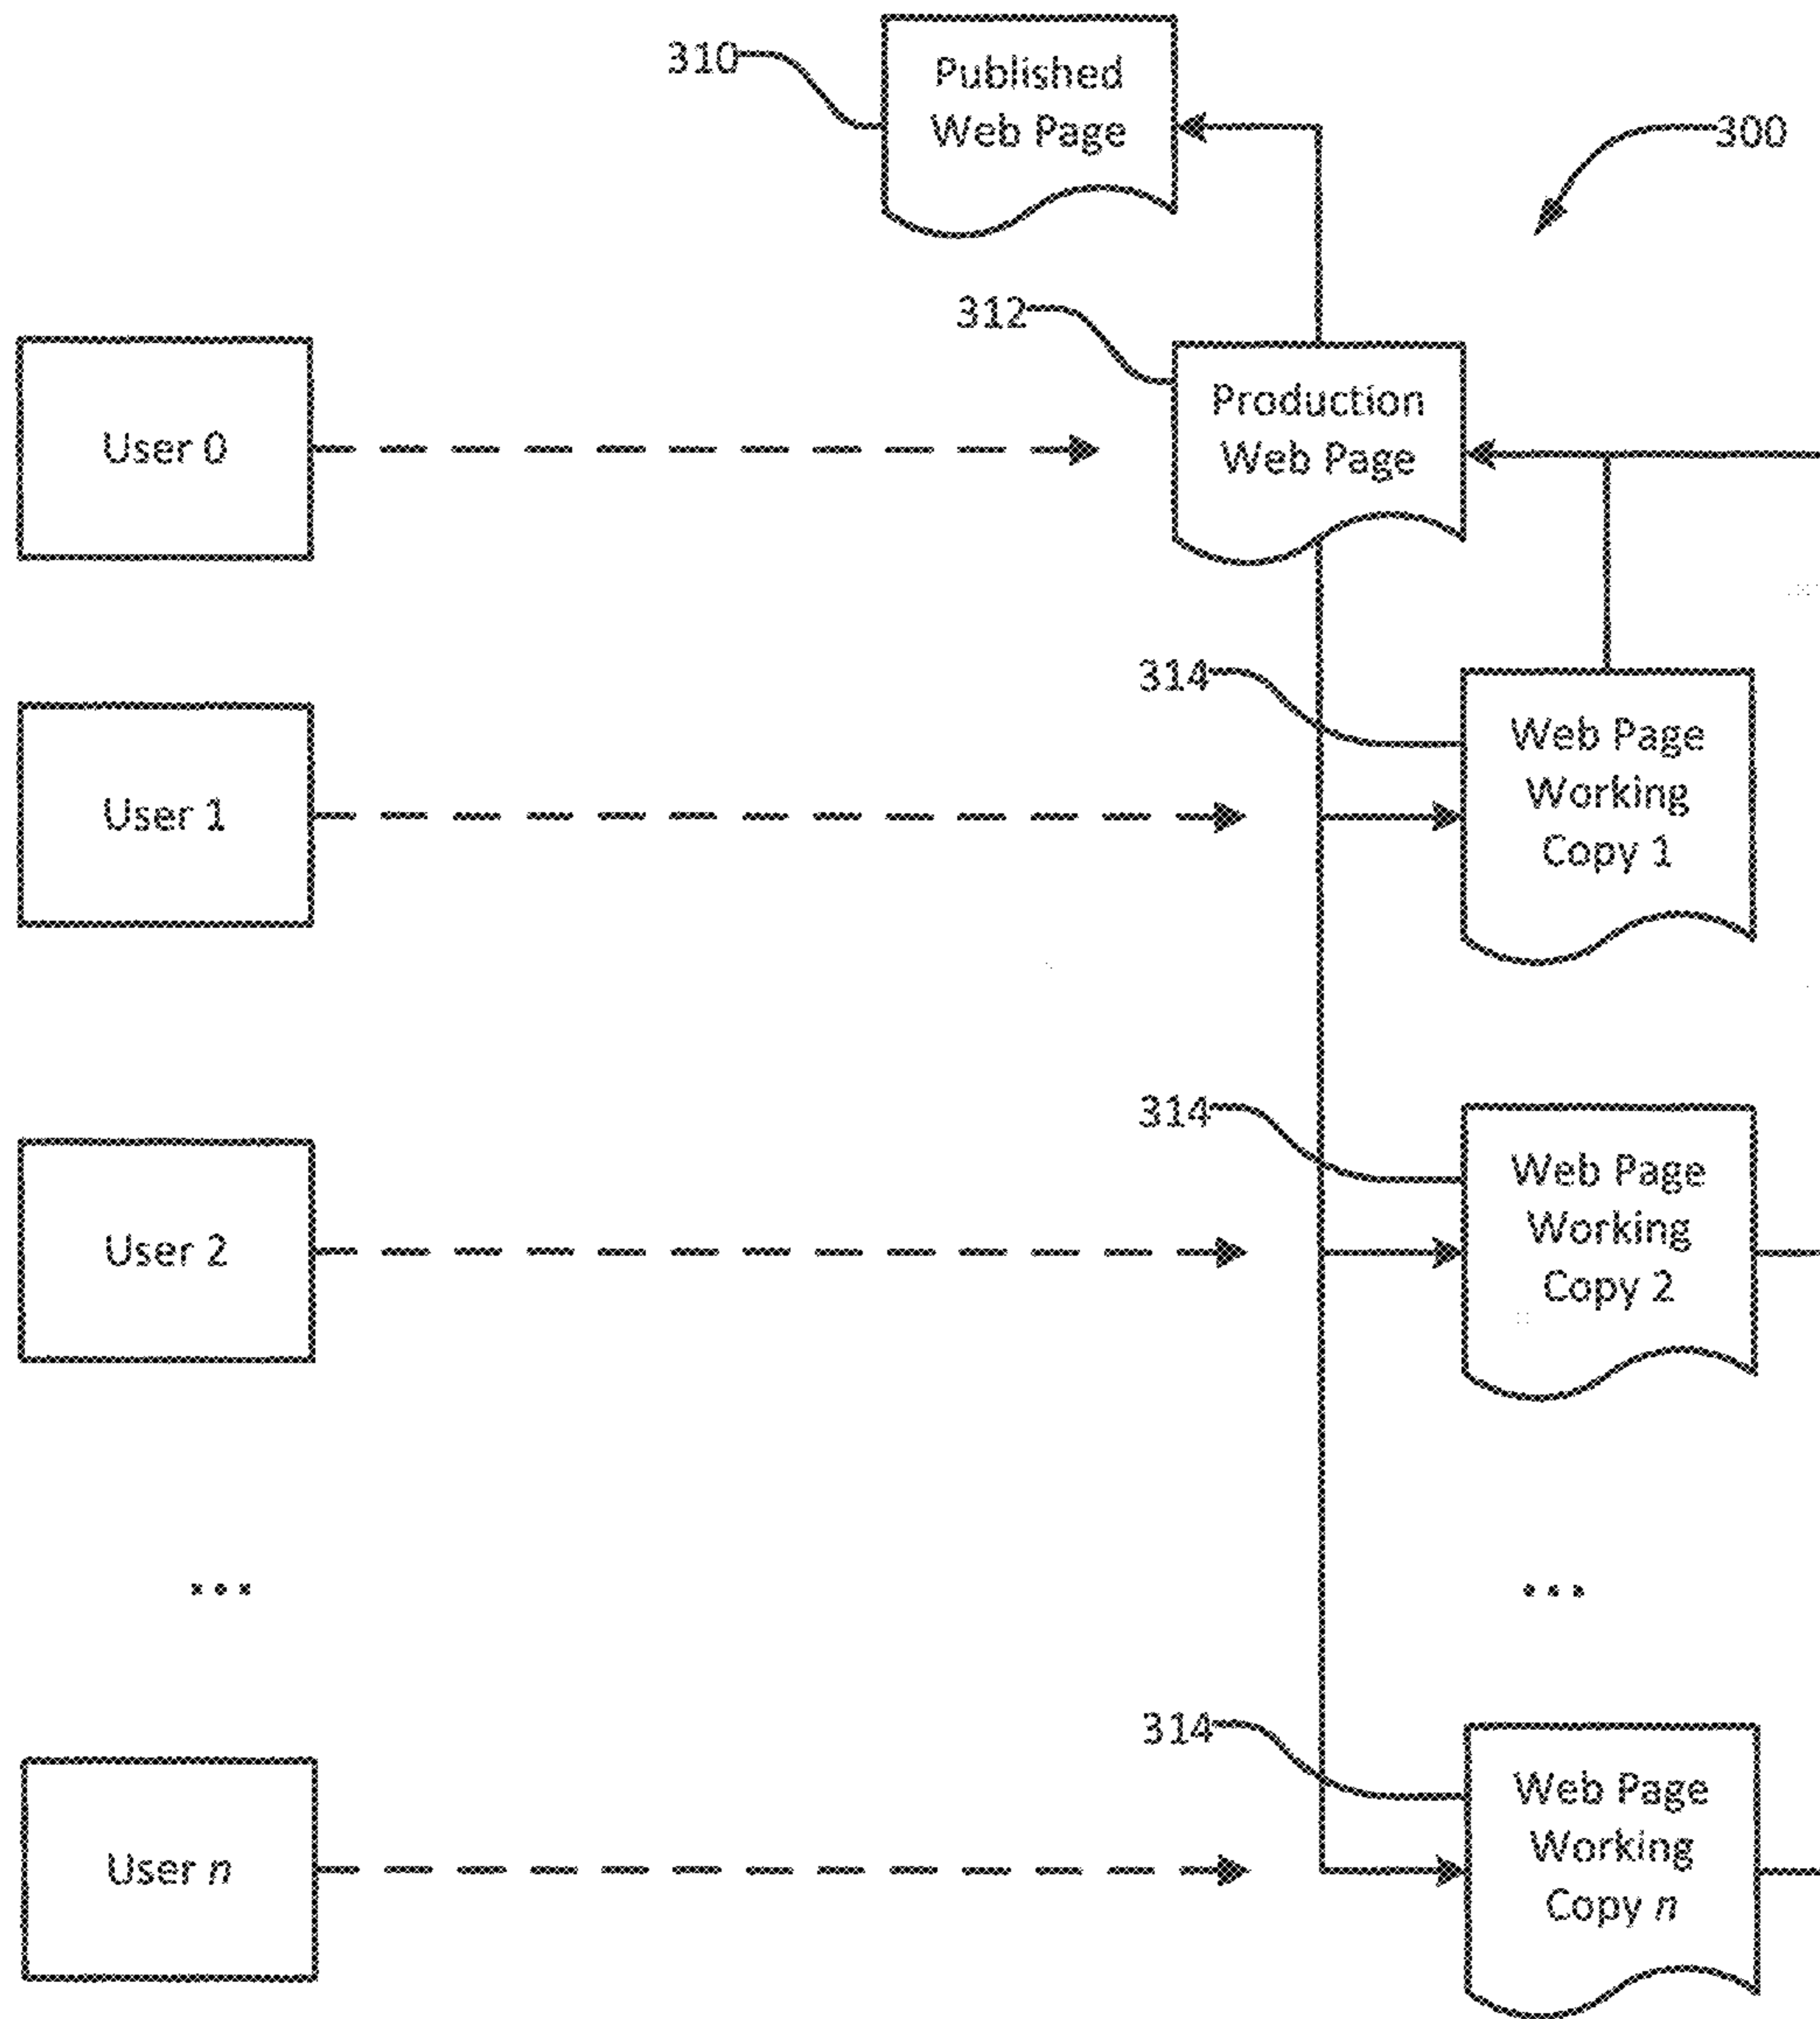 310
Published
Web Page
300
312
Production
Web Page
User 0
314
Web Page
Working
Copy 1
User 1
314
Web Page
Working
Copy 2
User 2
...
...
314
Web Page
Working
Copy n
User n